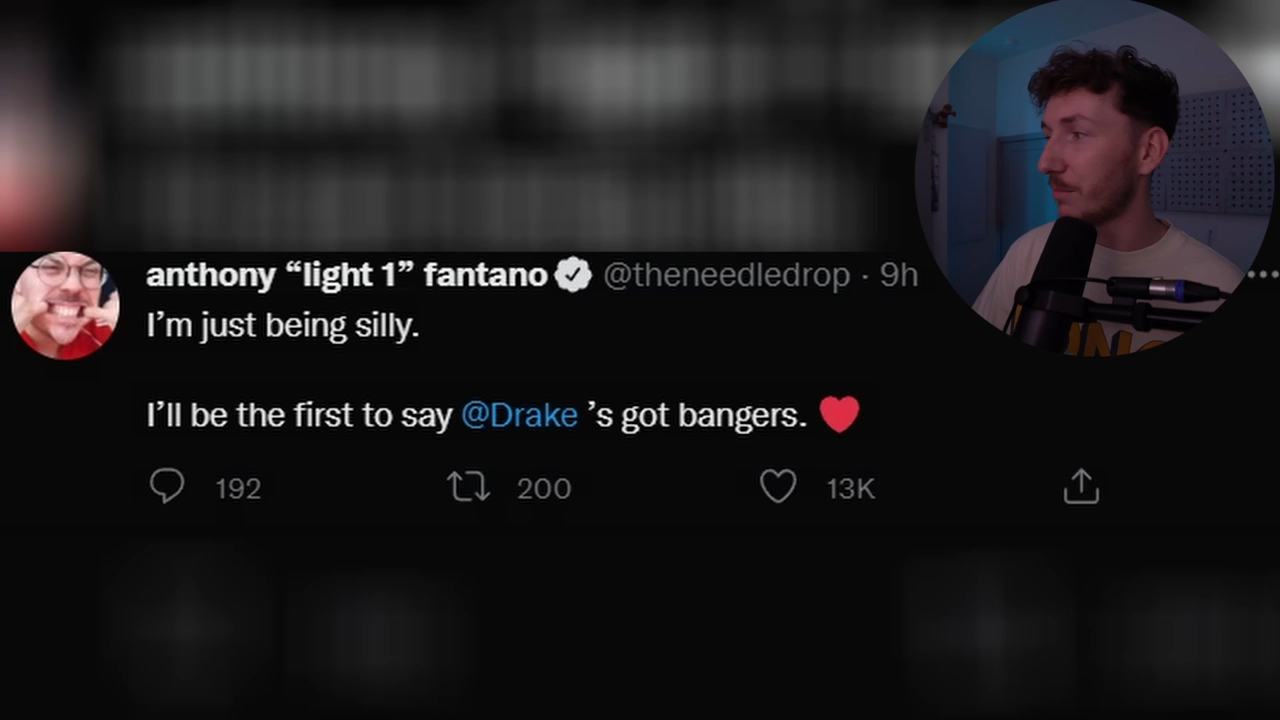 anthony “light 1” fantano @theneedledrop · 9h
I’m just being silly.
I’ll be the first to say @Drake ’s got bangers. ❤️
192 200 13K